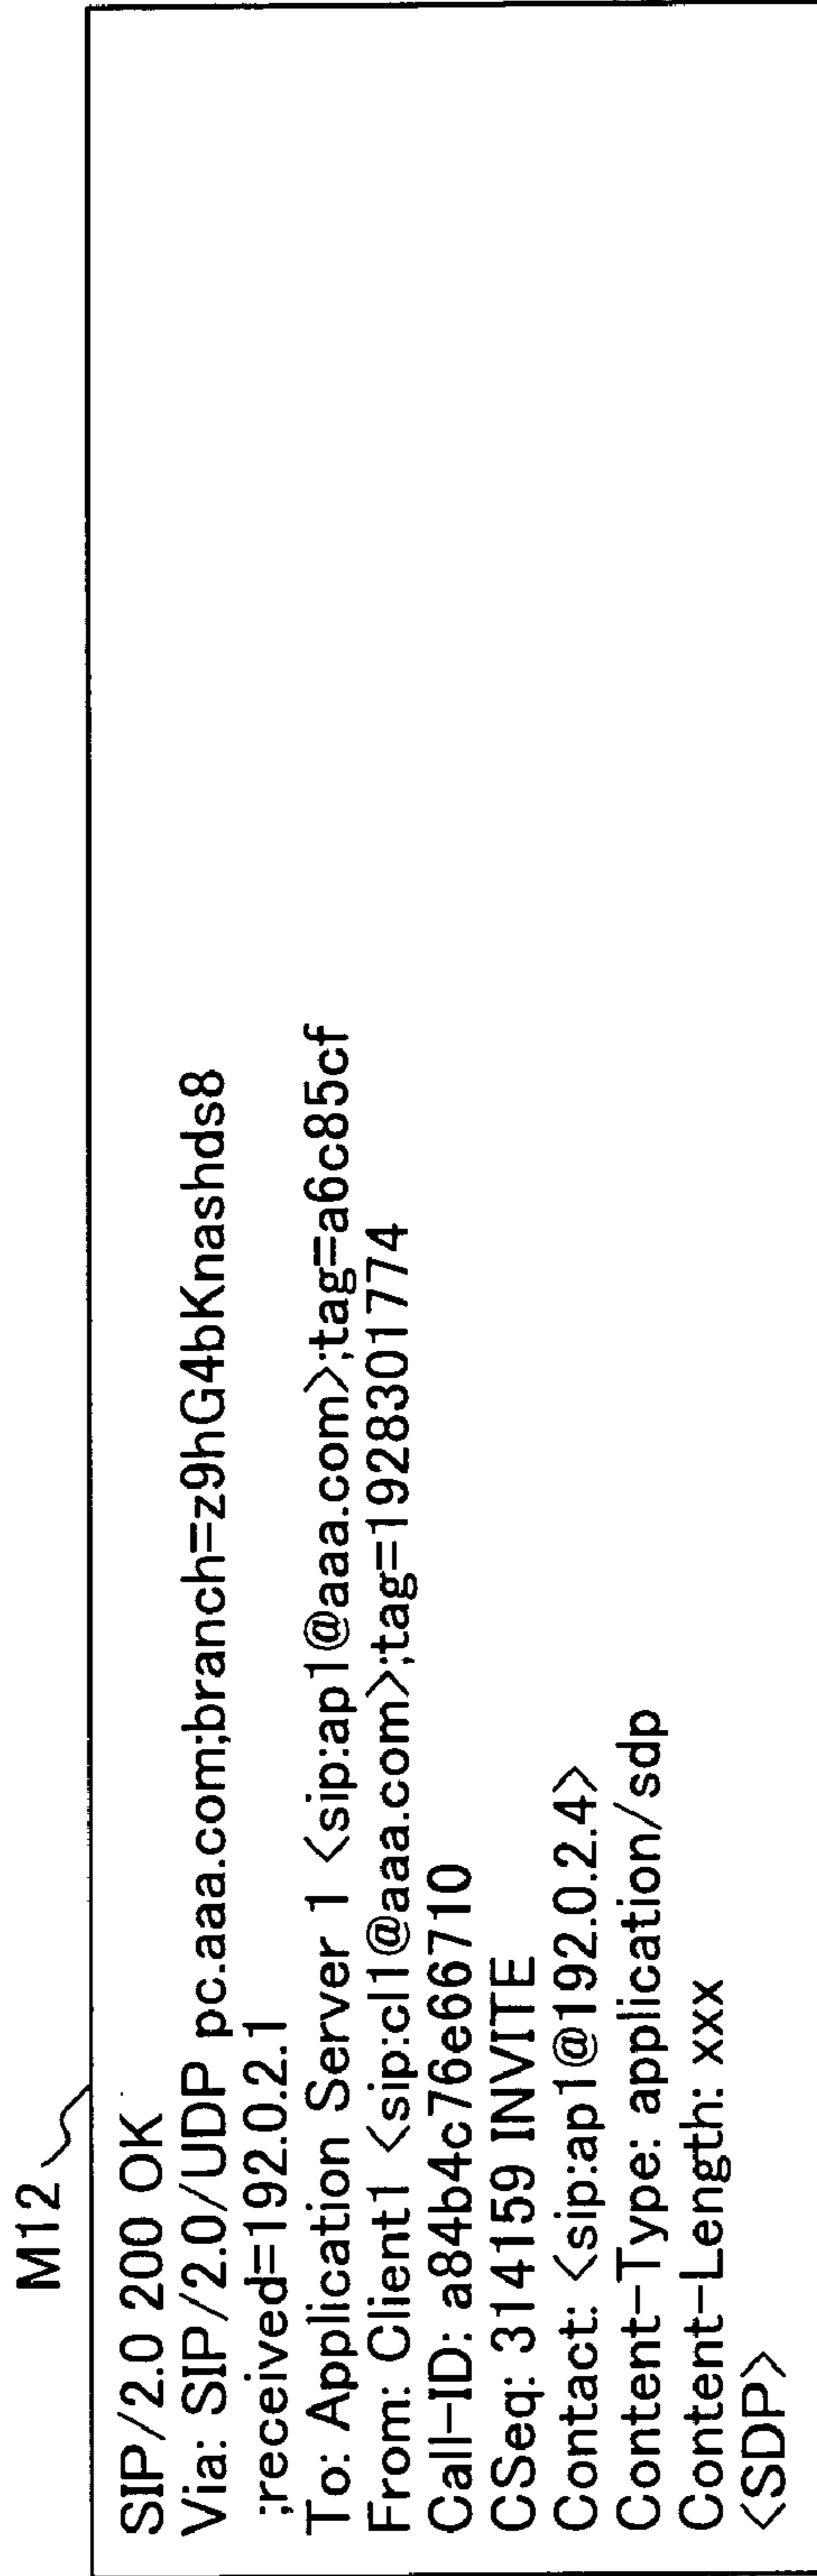 M12
SIP/2.0 200 OK
Via: SIP/2.0/UDP pc.aaa.com;branch=z9hG4bKnashds8
;received=192.0.2.1
To: Application Server 1 <sip:ap1@aaa.com>;tag=a6c85cf
From: Client1 <sip:cl1@aaa.com>;tag=1928301774
Call-ID: a84b4c76e66710
CSeq: 314159 INVITE
Contact: <sip:ap1@192.0.2.4>
Content-Type: application/sdp
Content-Length: xxx
<SDP>